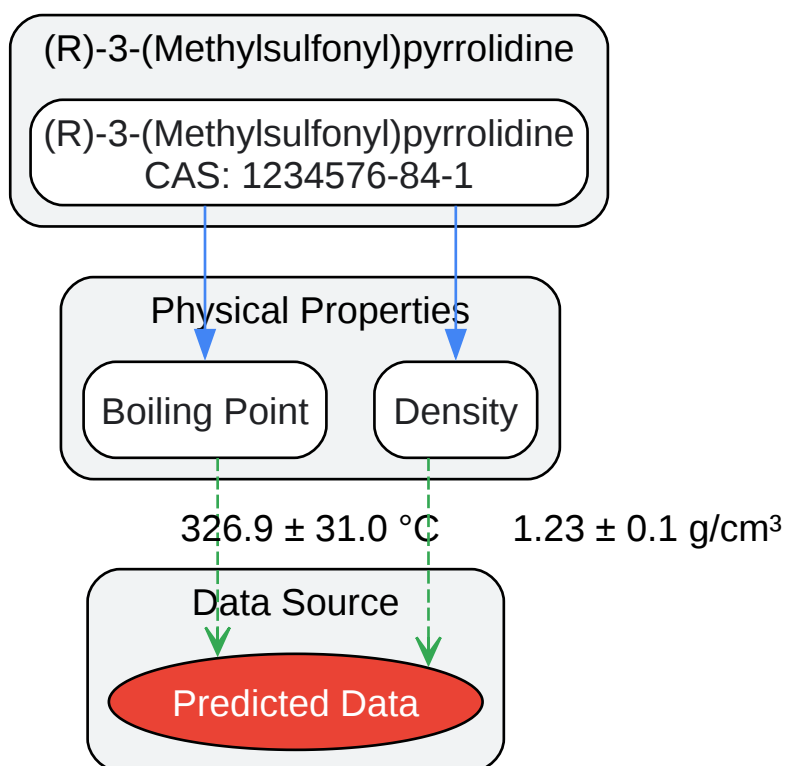 (R)-3-(Methylsulfonyl)pyrrolidine
(R)-3-(Methylsulfonyl)pyrrolidine
CAS: 1234576-84-1
Physical Properties
Boiling Point
Density
326.9 ± 31.0 °C
1.23 ± 0.1 g/cm³
Data Source
Predicted Data